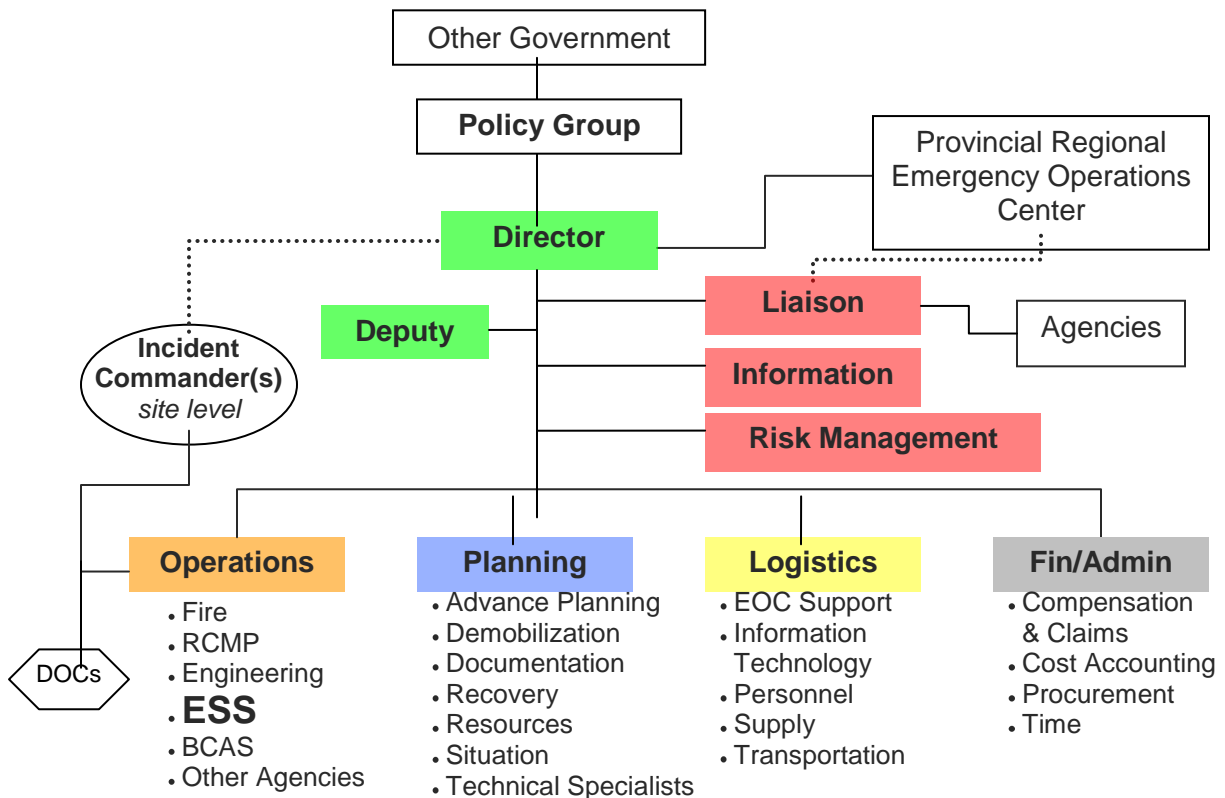 Other Government
Policy Group
Provincial Regional
Emergency Operations
Center
Director
Liaison
Deputy
Agencies
Incident
Commander(s)
site level
Information
Risk Management
Operations
• Fire
• RCMP
• Engineering
• ESS
• BCAS
• Other Agencies
Planning
• Advance Planning
• Demobilization
• Documentation
• Recovery
• Resources
• Situation
• Technical Specialists
Logistics
• EOC Support
• Information
Technology
• Personnel
• Supply
• Transportation
Fin/Admin
• Compensation
& Claims
• Cost Accounting
• Procurement
• Time
DOCs